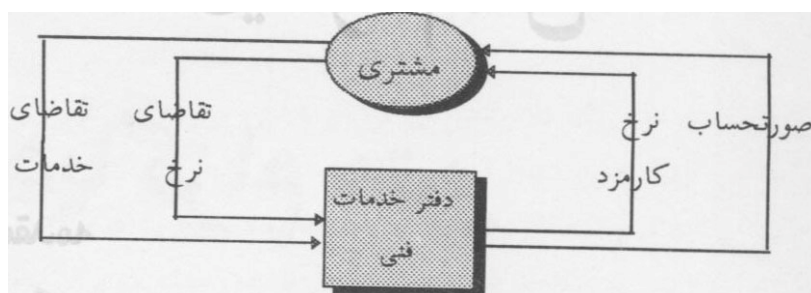 مشتری
صورتحساب
نرخ
کارمزد
تقاضای
نرخ
تقاضای
خدمات
دفتر خدمات
فنی